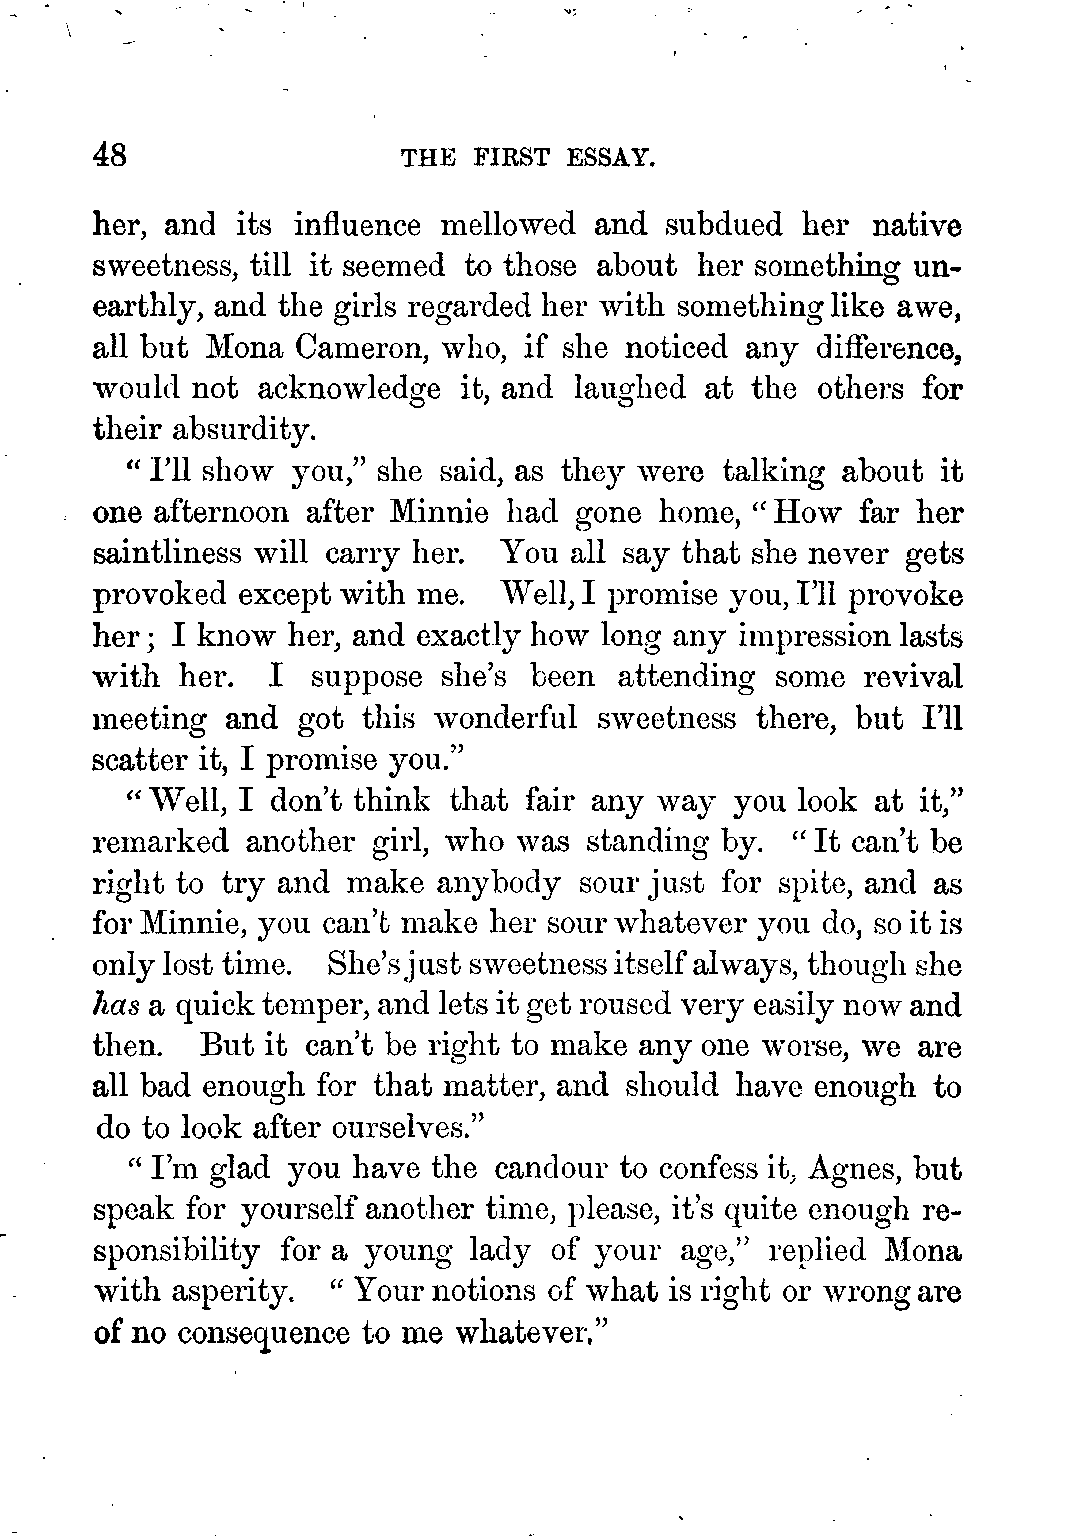 48 THE FIRST ESSAY.
her, and its influence mellowed and subdued her native
sweetness, till it seemed to those about her something un-
earthly, and the girls regarded her with something like awe,
all but Mona Cameron, who, if she noticed any difference,
would not acknowledge it, and laughed at the others for
their absurdity.
“ I’ll show you,” she said, as they were talking about it
one afternoon after Minnie had gone home, “ How far her
saintliness will carry her. You all say that she never gets
provoked except with me. Well, I promise you, I’ll provoke
her ; I know her, and exactly how long any impression lasts
with her. I suppose she’s been attending some revival
meeting and got this wonderful sweetness there, but I’ll
scatter it, I promise you.”
“ Well, I don’t think that fair any way you look at it,”
remarked another girl, who was standing by. “ It can’t be
right to try and make anybody sour just for spite, and as
for Minnie, you can’t make her sour whatever you do, so it is
only lost time. She’s just sweetness itself always, though she
has a quick temper, and lets it get roused very easily now and
then. But it can’t be right to make any one worse, we are
all bad enough for that matter, and should have enough to
do to look after ourselves.”
“ I’m glad you have the candour to confess it, Agnes, but
speak for yourself another time, please, it’s quite enough re-
sponsibility for a young lady of your age,” replied Mona
with asperity. “ Your notions of what is right or wrong are
of no consequence to me whatever.”